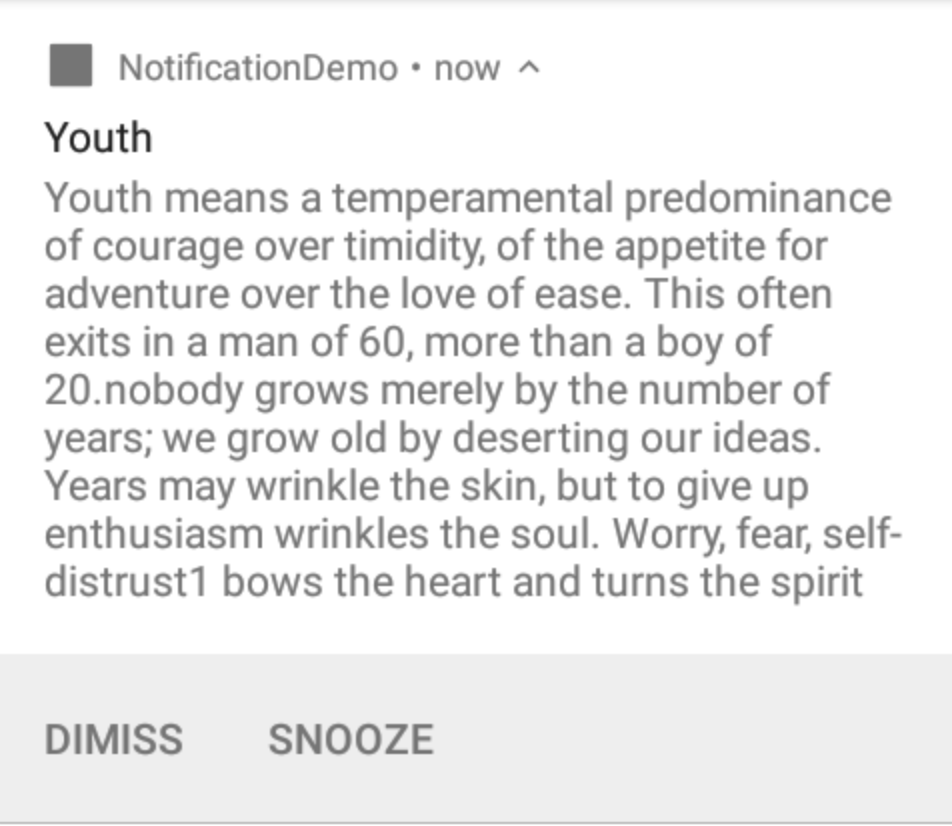 NotificationDemo • now
Youth
Youth means a temperamental predominance
of courage over timidity, of the appetite for
adventure over the love of ease. This often
exits in a man of 60, more than a boy of
20.nobody grows merely by the number of
years; we grow old by deserting our ideas.
Years may wrinkle the skin, but to give up
enthusiasm wrinkles the soul. Worry, fear, self-
distrust1 bows the heart and turns the spirit
DIMISS SNOOZE